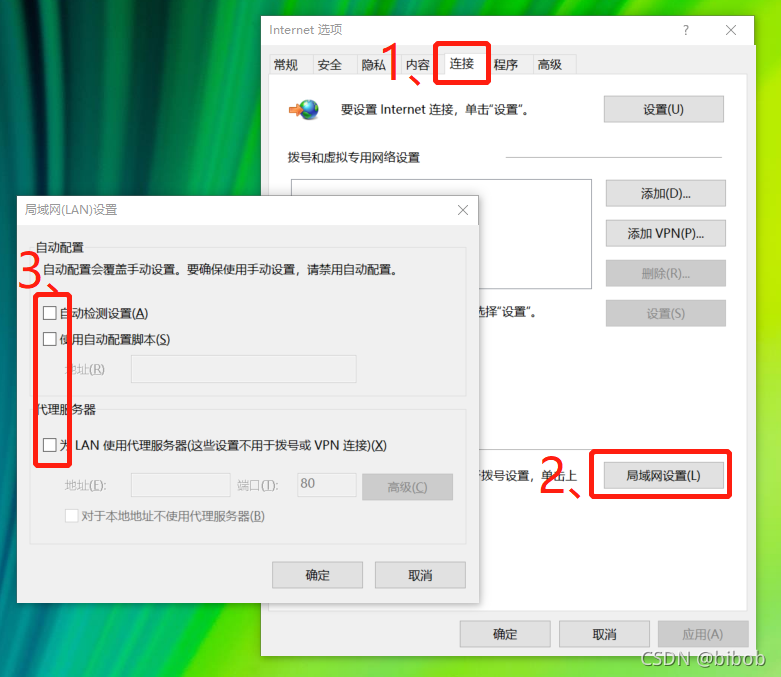 Internet 选项
?
常规 安全 隐私 内容 连接 程序 高级
1、
要设置 Internet 连接，单击“设置”。
设置(U)
拨号和虚拟专用网络设置
添加(D)...
添加 VPN(P)...
删除(R)...
选择“设置”。
设置(S)
拨号设置，单击上
2、
局域网设置(L)
确定 取消 应用(A)
局域网(LAN)设置
自动配置
自动配置会覆盖手动设置。要确保使用手动设置，请禁用自动配置。
3、
自动检测设置(A)
使用自动配置脚本(S)
地址(R)
代理服务器
为 LAN 使用代理服务器(这些设置不用于拨号或 VPN 连接)(X)
地址(E): 端口(T): 80 高级(C)
对于本地地址不使用代理服务器(B)
确定 取消
CSDN @bibob